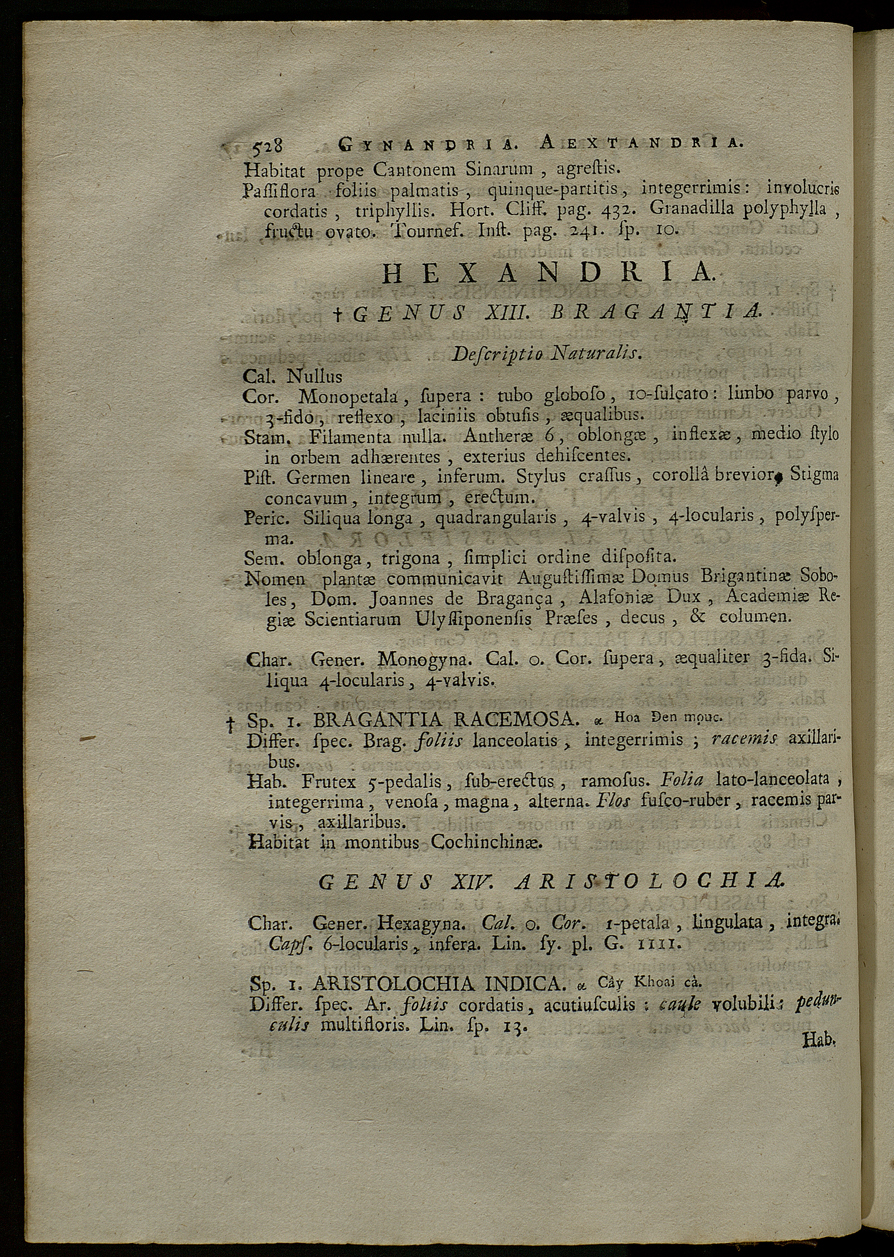 528 GYNANDRIA. AEXTANDRIA.
Habitat prope Cantonem Sinarum , agreſtis.
Paſſiflora foliis palmatis , quinque-partitis, integerrimis: involucris
cordatis , triphyllis. Hort. Cliff. pag. 432. Granadilla polyphylla ,
fructu ovato. Tournef. Inſt. pag. 241. ſp. 10.
HEXANDRIA.
† GENUS XIII. BRAGANTIA.
Deſcriptio Naturalis.
Cal. Nullus
Cor. Monopetala, ſupera : tubo globoſo, 10-ſulcato: limbo parvo,
3-fido, reflexo, laciniis obtuſis, æqualibus.
Stam. Filamenta nulla. Antheræ 6, oblongæ, inflexæ, medio ſtylo
in orbem adhærentes , exterius dehiſcentes.
Piſt. Germen lineare, inferum. Stylus craſſus, corollâ brevior, Stigma
concavum, integrum, erectum.
Peric. Siliqua longa, quadrangularis, 4-valvis, 4-locularis, polyſper-
ma.
Sem. oblonga, trigona, ſimplici ordine diſpoſita.
Nomen plantæ communicavit Auguſtiſſimæ Domus Brigantinæ Sobo-
les, Dom. Joannes de Bragança, Alafoniæ Dux, Academiæ Re-
giæ Scientiarum Ulyſſiponenſis Præſes, decus, & columen.
Char. Gener. Monogyna. Cal. 0. Cor. ſupera, æqualiter 3-fida. Si-
liqua 4-locularis, 4-valvis.
† Sp. 1. BRAGANTIA RACEMOSA. α Hoa Ðen mọuc.
Differ. ſpec. Brag. foliis lanceolatis, integerrimis ; racemis axillari-
bus.
Hab. Frutex 5-pedalis, ſub-erectus, ramoſus. Folia lato-lanceolata,
integerrima, venoſa, magna, alterna. Flos fuſco-ruber, racemis par-
vis, axillaribus.
Habitat in montibus Cochinchinæ.
GENUS XIV. ARISTOLOCHIA.
Char. Gener. Hexagyna. Cal. 0. Cor. 1-petala, lingulata, integra.
Capſ. 6-locularis, infera. Lin. ſy. pl. G. 1111.
Sp. 1. ARISTOLOCHIA INDICA. α Cây Khoai cà.
Differ. ſpec. Ar. foliis cordatis, acutiuſculis : caule volubili: pedun-
culis multifloris. Lin. ſp. 13.
Hab.